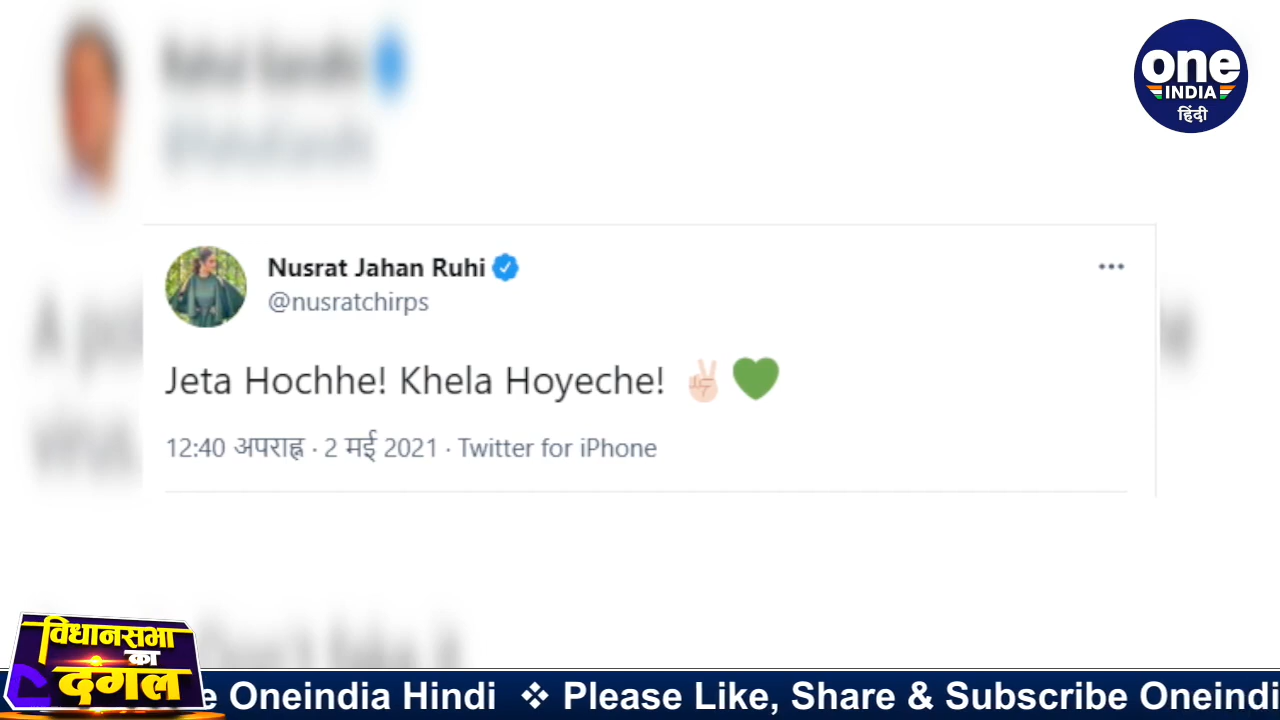 one
INDIA
हिंदी
Nusrat Jahan Ruhi
@nusratchirps
Jeta Hochhe! Khela Hoyeche! ✌🏻💚
12:40 अपराह्न · 2 मई 2021 · Twitter for iPhone
विधानसभा
का
दंगल
e Oneindia Hindi ❖ Please Like, Share & Subscribe Oneindi